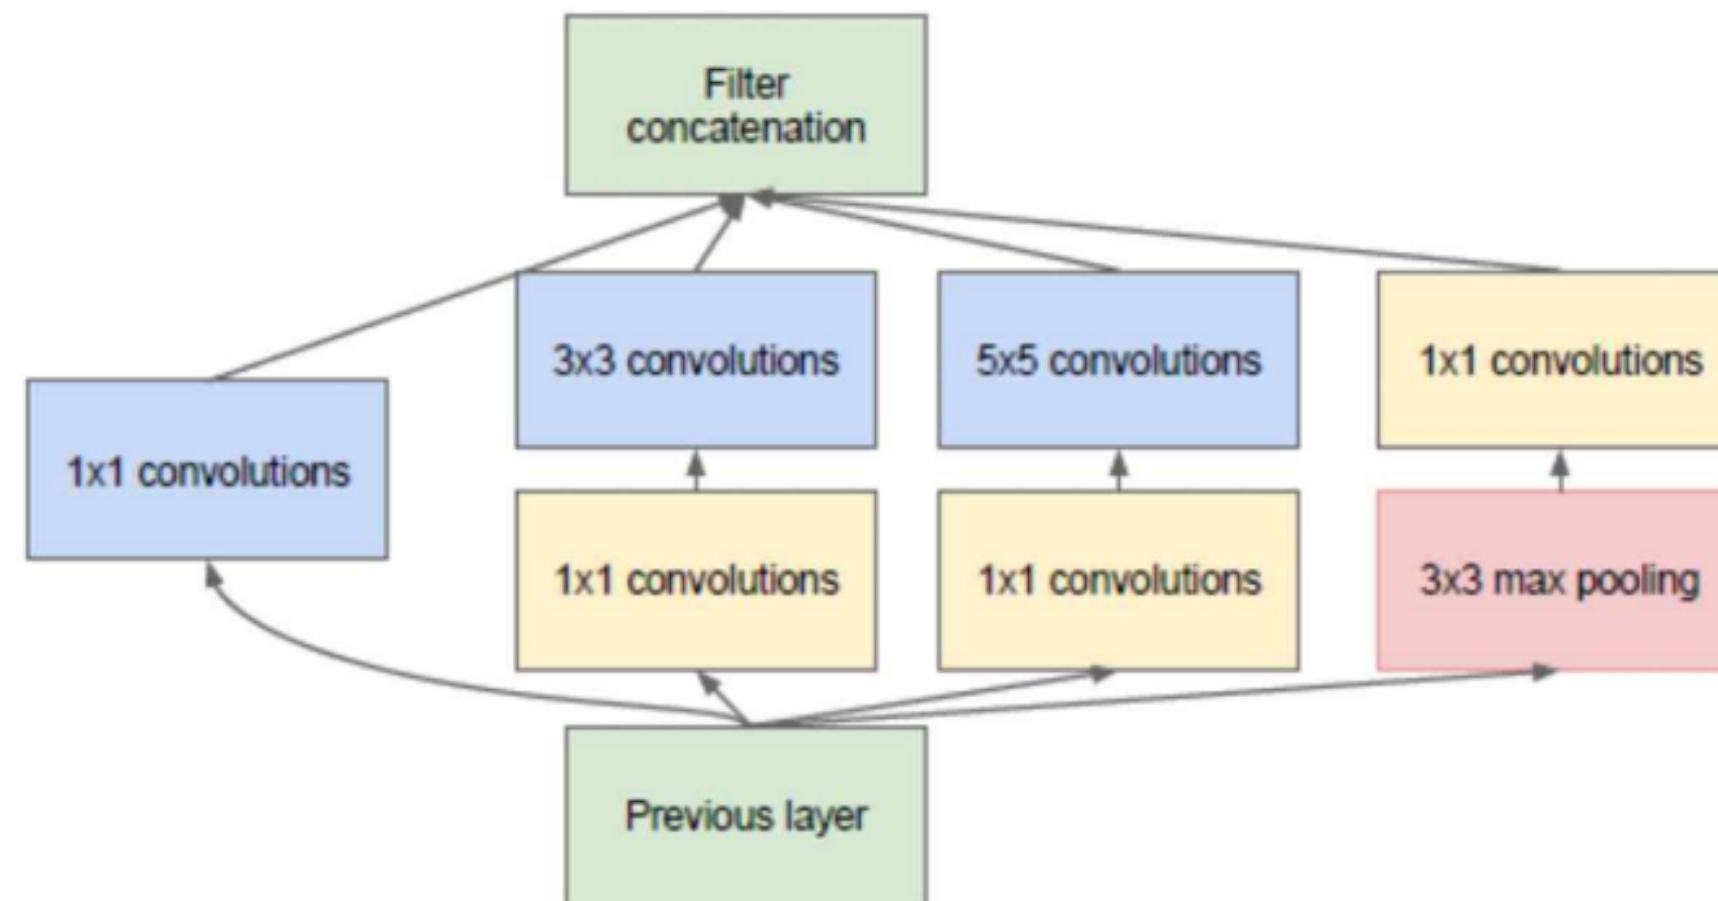 Filter
concatenation
3x3 convolutions
5x5 convolutions
1x1 convolutions
1x1 convolutions
1x1 convolutions
1x1 convolutions
3x3 max pooling
Previous layer